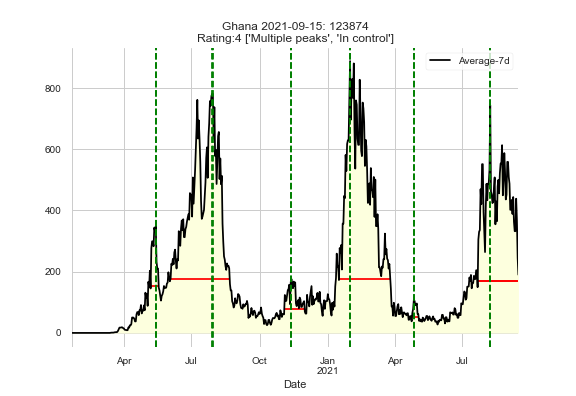 Ghana 2021-09-15: 123874
Rating:4 ['Multiple peaks', 'In control']
Average-7d
800
600
400
200
0
Apr
Jul
Oct
Jan
2021
Apr
Jul
Date